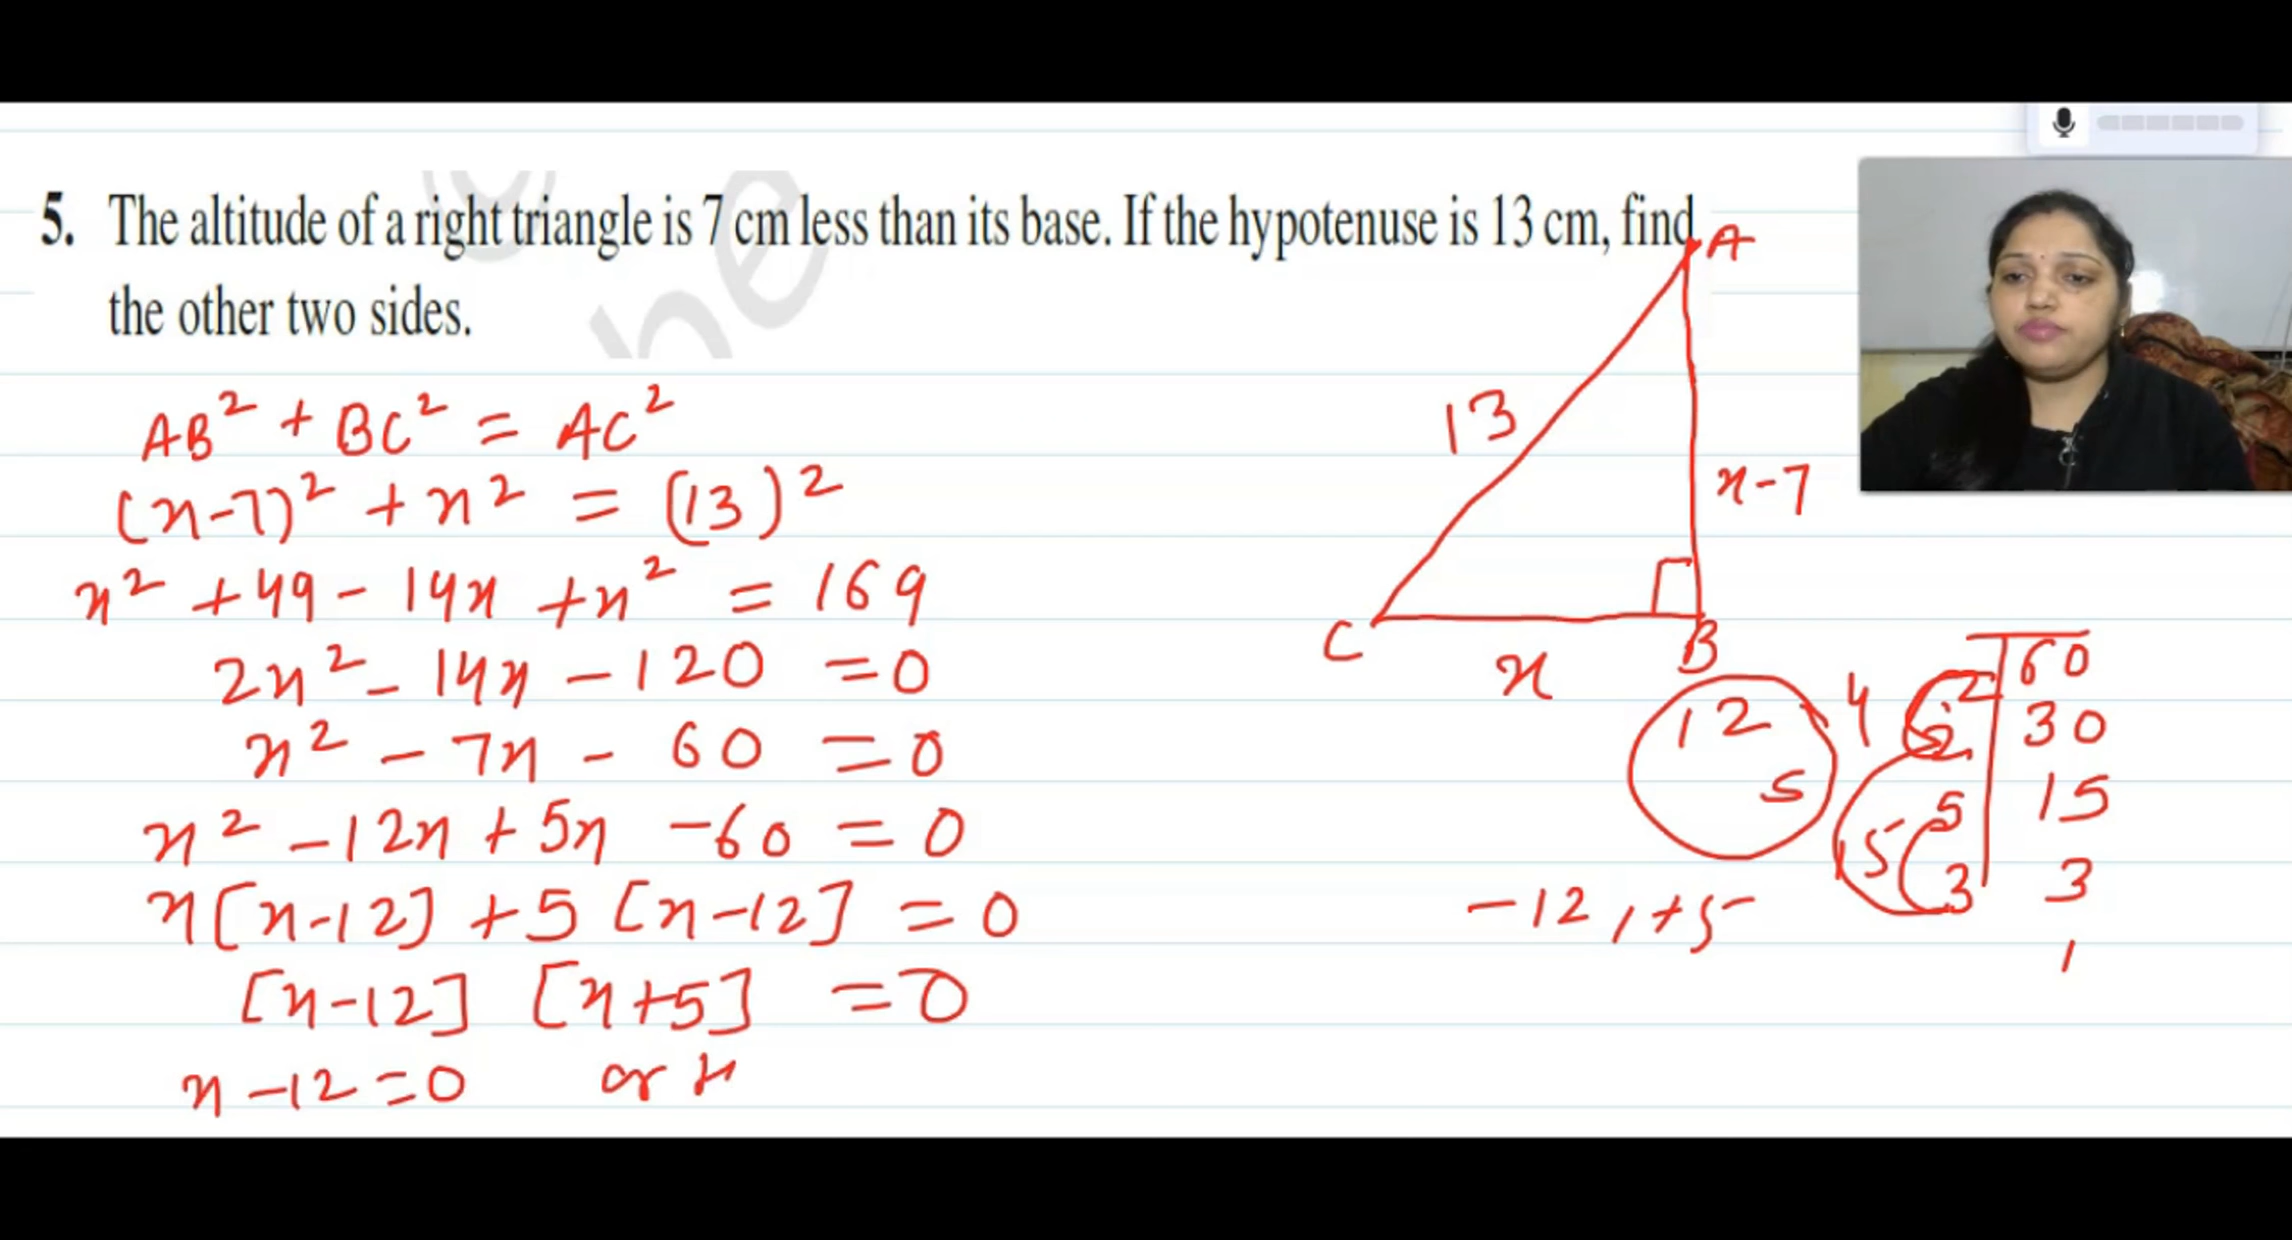 5. The altitude of a right triangle is 7 cm less than its base. If the hypotenuse is 13 cm, find
the other two sides.
AB² + BC² = AC²
(x-7)² + x² = (13)²
x² + 49 - 14x + x² = 169
2x² - 14x - 120 = 0
x² - 7x - 60 = 0
x² - 12x + 5x - 60 = 0
x[x-12] + 5[x-12] = 0
[x-12] [x+5] = 0
x - 12 = 0 or x
A
13
x-7
C
B
x
12
5
-12, +5
4
15
2 60
2 30
5 15
3 3
1
he